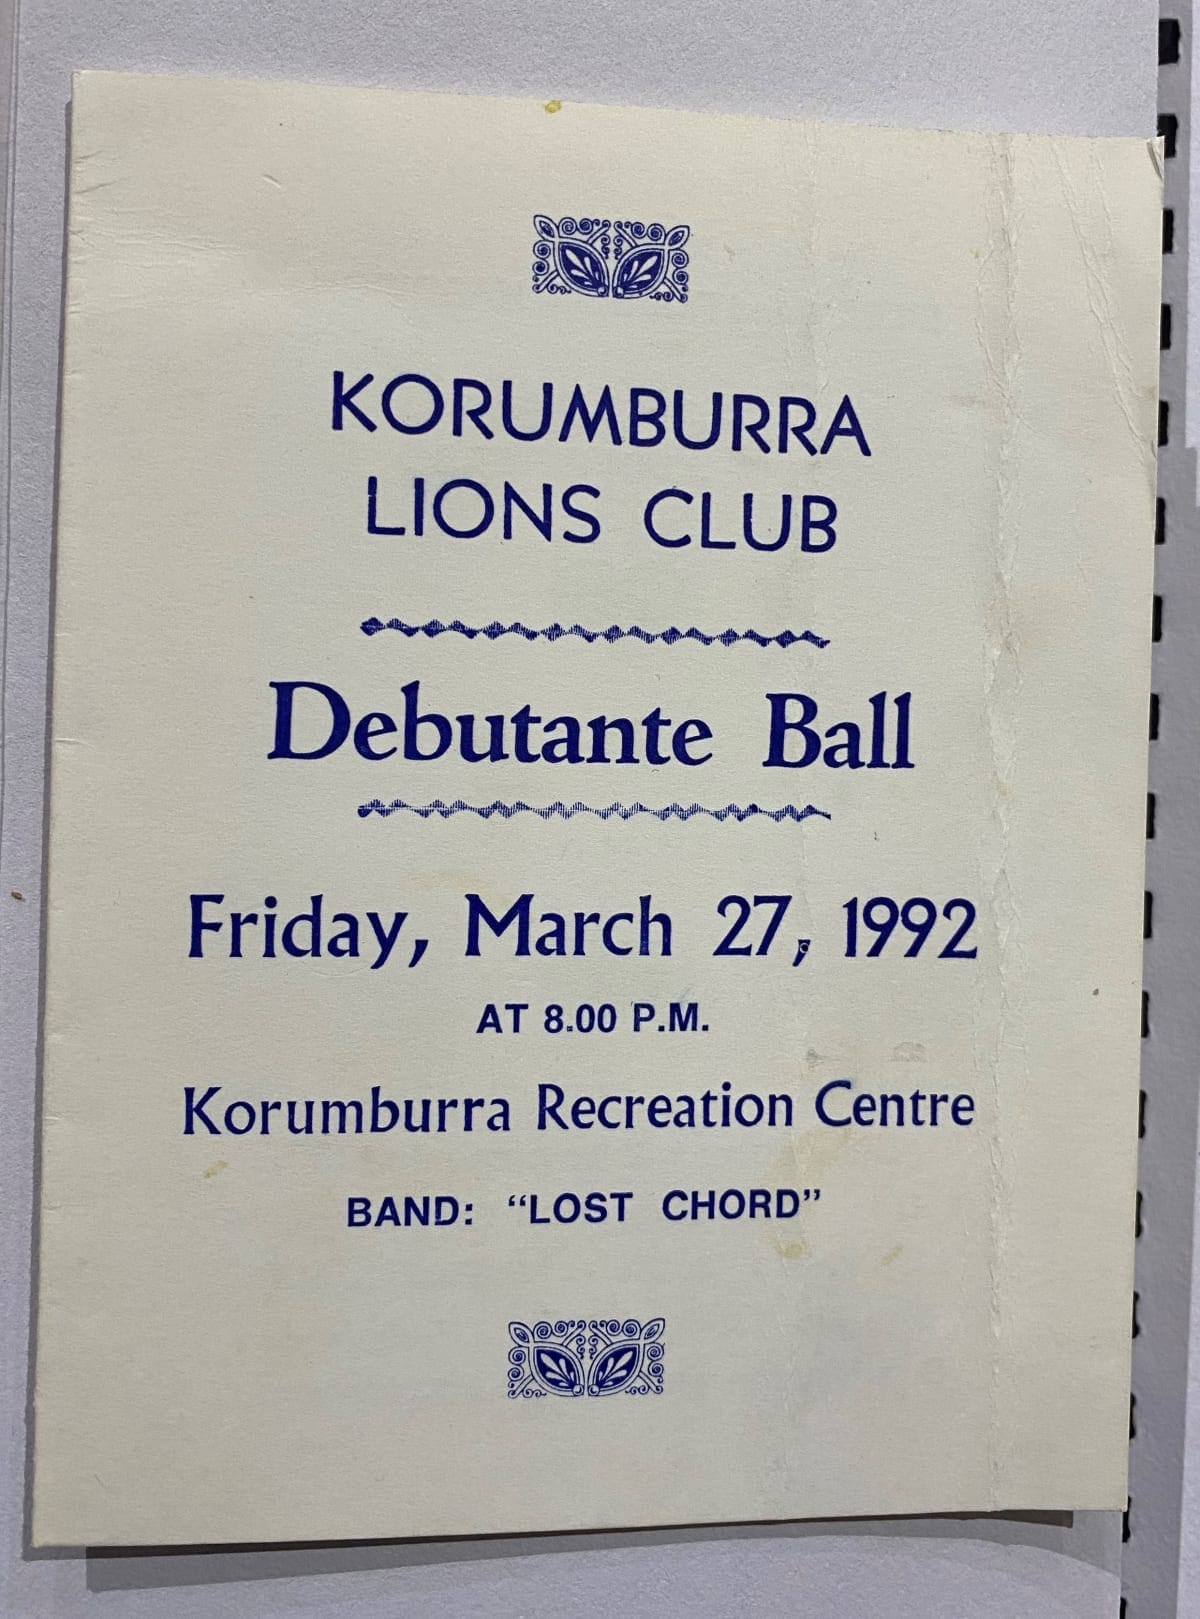 KORUMBURRA
LIONS CLUB
Debutante Ball
Friday, March 27, 1992
AT 8.00 P.M.
Korumburra Recreation Centre
BAND: “LOST CHORD”